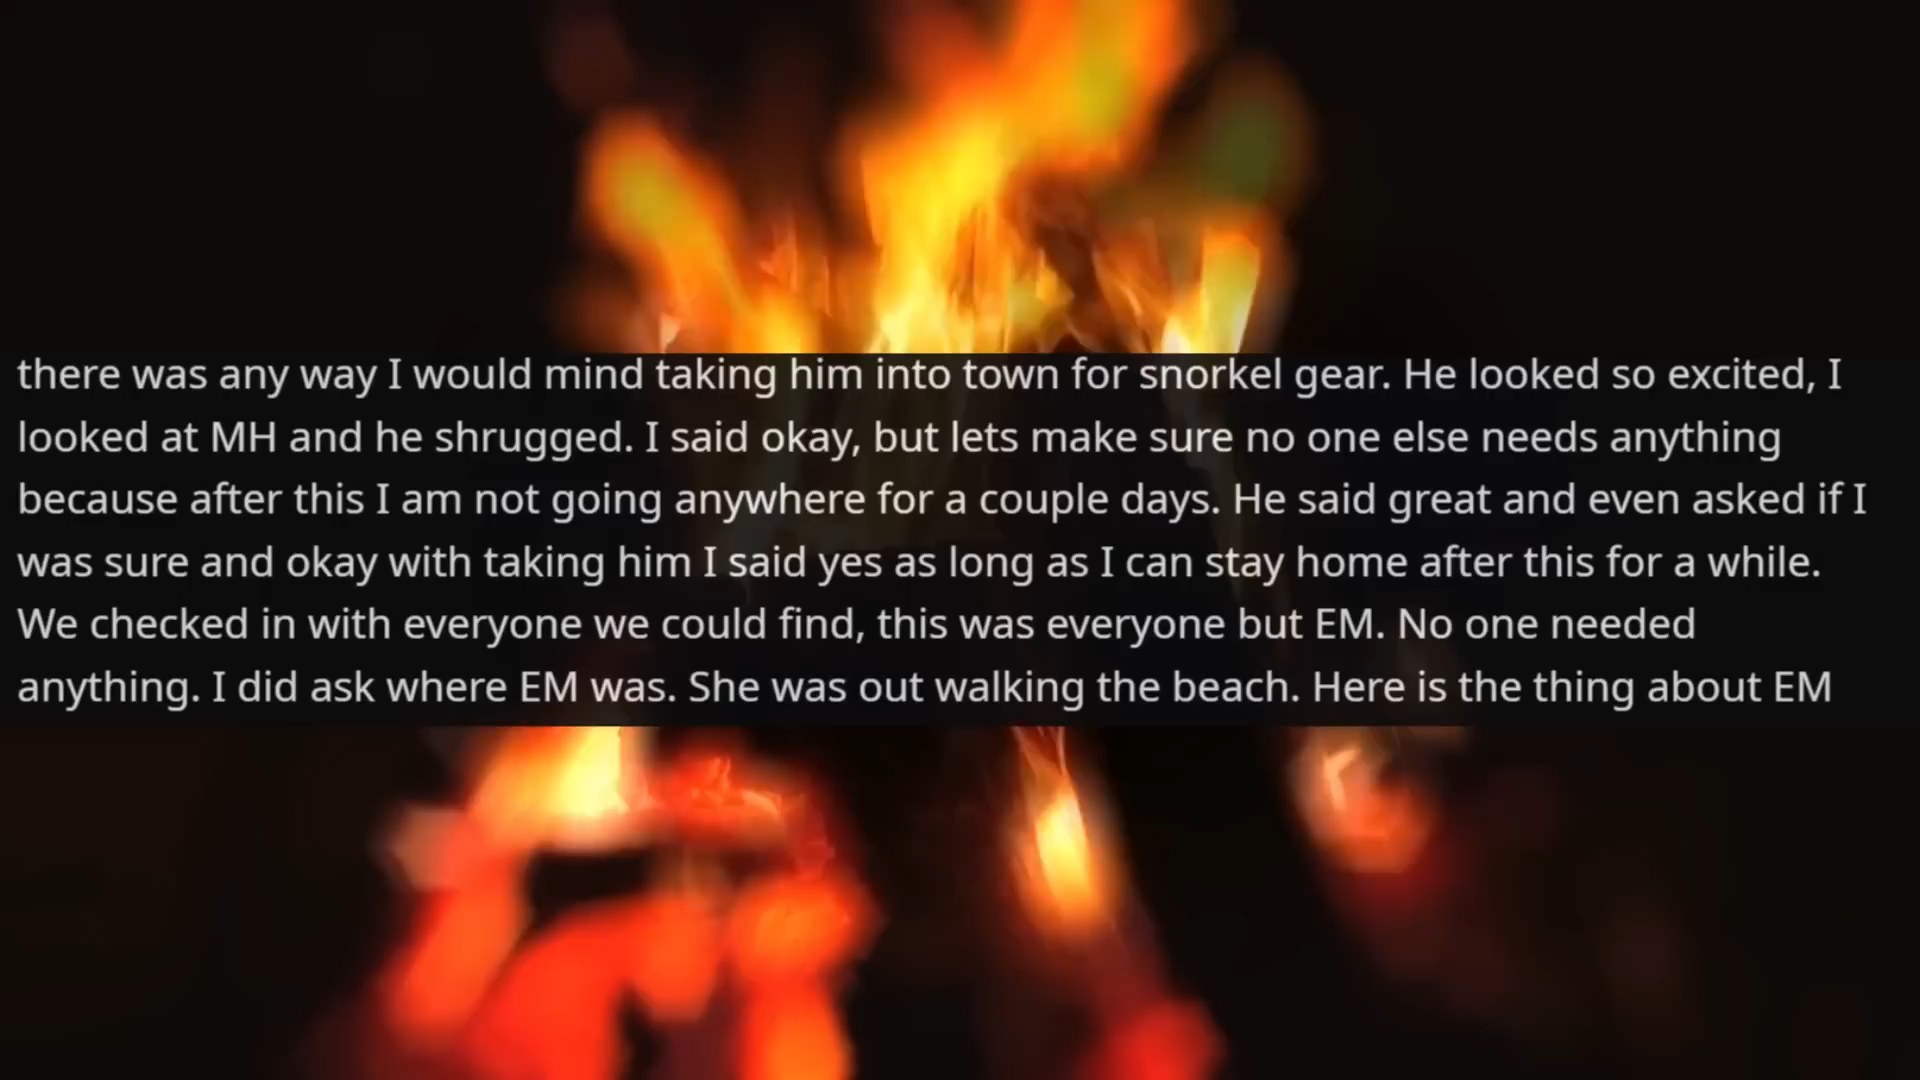 there was any way I would mind taking him into town for snorkel gear. He looked so excited, I
looked at MH and he shrugged. I said okay, but lets make sure no one else needs anything
because after this I am not going anywhere for a couple days. He said great and even asked if I
was sure and okay with taking him I said yes as long as I can stay home after this for a while.
We checked in with everyone we could find, this was everyone but EM. No one needed
anything. I did ask where EM was. She was out walking the beach. Here is the thing about EM